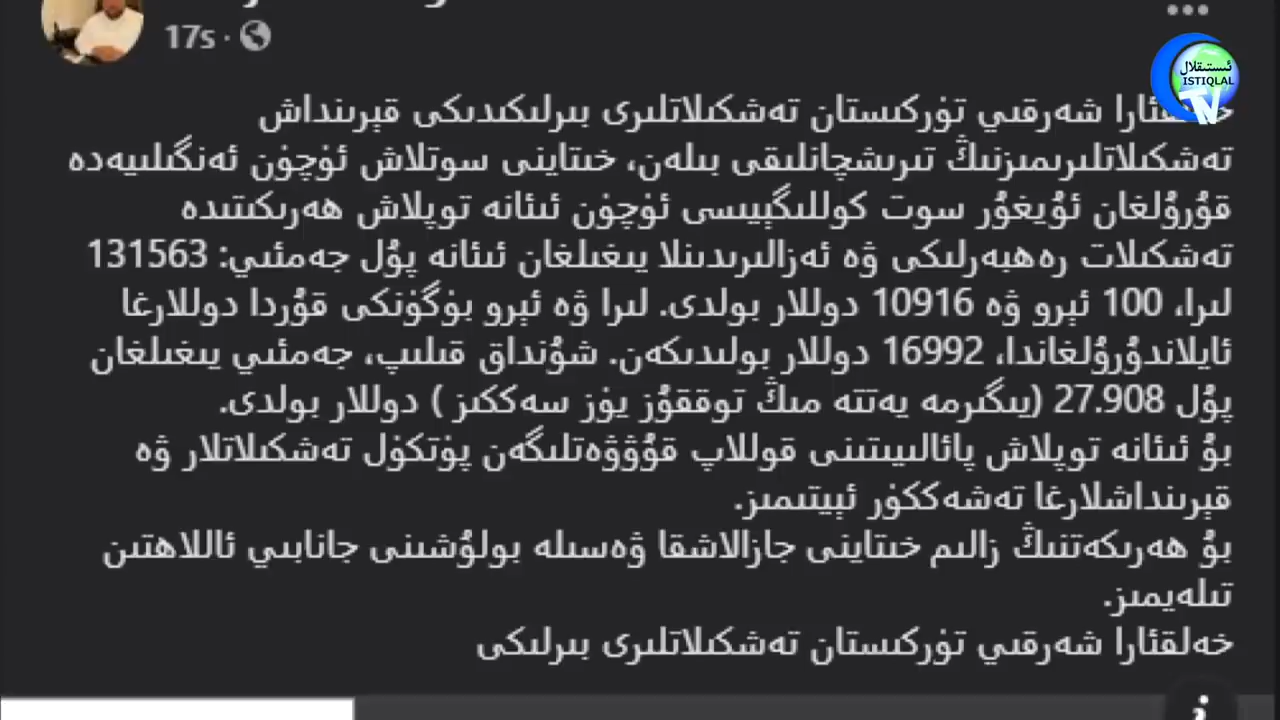 17s ·
ئىستىقلال
ISTIQLAL
TV
خەلقئارا شەرقىي تۈركىستان تەشكىلاتلىرى بىرلىكىدىكى قېرىنداش
تەشكىلاتلىرىمىزنىڭ تىرىشچانلىقى بىلەن، خىتاينى سوتلاش ئۈچۈن ئەنگىلىيەدە
قۇرۇلغان ئۇيغۇر سوت كوللىگېيىسى ئۈچۈن ئىئانە توپلاش ھەرىكىتىدە
تەشكىلات رەھبەرلىكى ۋە ئەزالىرىدىنلا يىغىلغان ئىئانە پۇل جەمئىي: 131563
لىرا، 100 ئېرو ۋە 10916 دوللار بولدى. لىرا ۋە ئېرو بۈگۈنكى قۇردا دوللارغا
ئايلاندۇرۇلغاندا، 16992 دوللار بولىدىكەن. شۇنداق قىلىپ، جەمئىي يىغىلغان
پۇل 27.908 (يىگىرمە يەتتە مىڭ توققۇز يۈز سەككىز ) دوللار بولدى.
بۇ ئىئانە توپلاش پائالىيىتىنى قوللاپ قۇۋۋەتلىگەن پۈتكۈل تەشكىلاتلار ۋە
قېرىنداشلارغا تەشەككۈر ئېيتىمىز.
بۇ ھەرىكەتنىڭ زالىم خىتاينى جازالاشقا ۋەسىلە بولۇشىنى جانابىي ئاللاھتىن
تىلەيمىز.
خەلقئارا شەرقىي تۈركىستان تەشكىلاتلىرى بىرلىكى